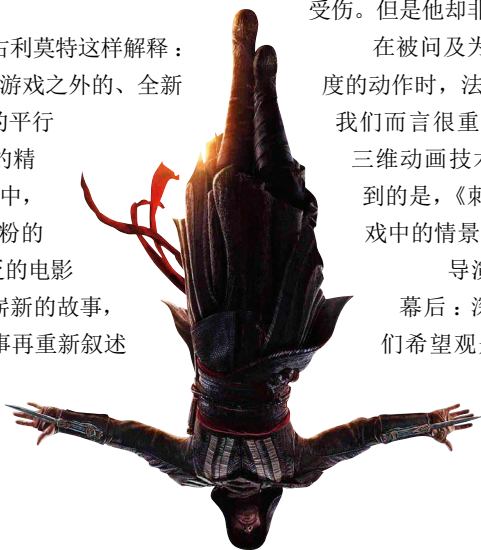 古利莫特这样解释：
游戏之外的、全新
的平行
的精
中，
粉的
泛的电影
崭新的故事，
事再重新叙述
受伤。但是他却非
在被问及为
度的动作时，法
我们而言很重
三维动画技术
到的是，《刺
戏中的情景
导演
幕后：深
们希望观